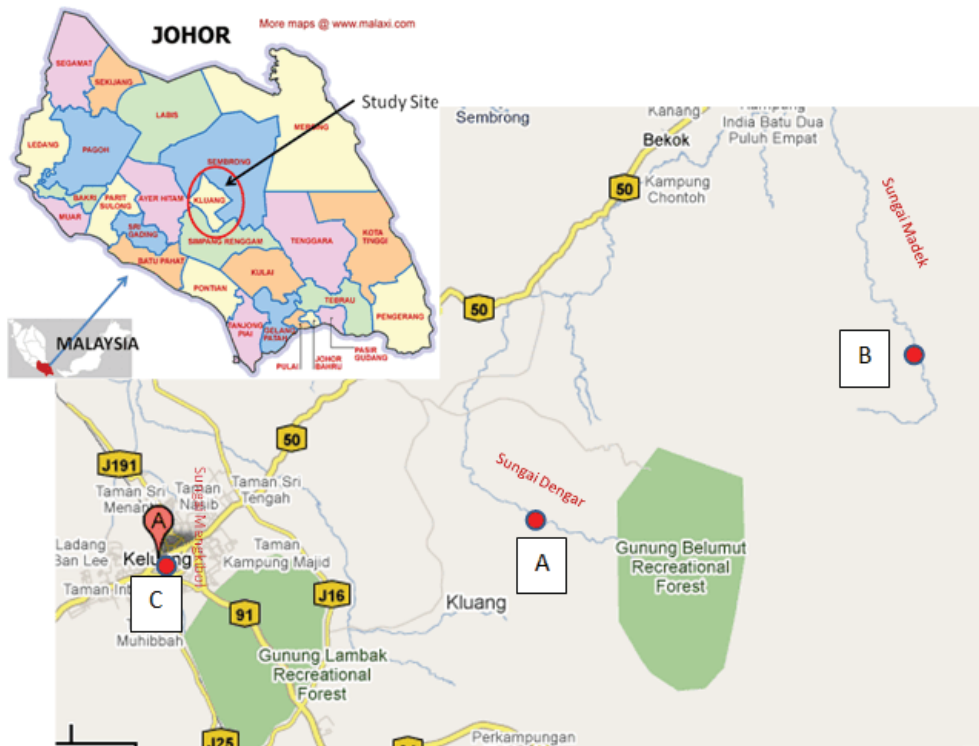 JOHOR
More maps @ www.malaxi.com
SEGAMAT
SEKIJANG
LABIS
Study Site
MERSING
LEDANG
PAGOH
SEMBRONG
BAKRI
PARIT
SULONG
AYER HITAM
KLUANG
MUAR
SRI
GADING
SIMPANG RENGGAM
TENGGARA
KOTA
TINGGI
BATU PAHAT
KULAI
PONTIAN
TEBRAU
PENGERANG
TANJONG
PIAI
GELANG
PATAH
PASIR
GUDANG
PULAI
JOHOR
BAHRU
MALAYSIA
Sembrong
Kanang
Bekok
Kampung
India Batu Dua
Puluh Empat
50
Kampung
Chontoh
Sungai Madek
50
B
50
J191
Taman Sri
Taman
Nasib
Taman Sri
Tengah
Sungai Mengkibol
Sungai Dengar
A
A
Ladang
Ban Lee
Taman
Kampung Majid
Gunung Belumut
Recreational
Forest
C
J16
Kluang
91
Muhibbah
Gunung Lambak
Recreational
Forest
J25
Perkampungan